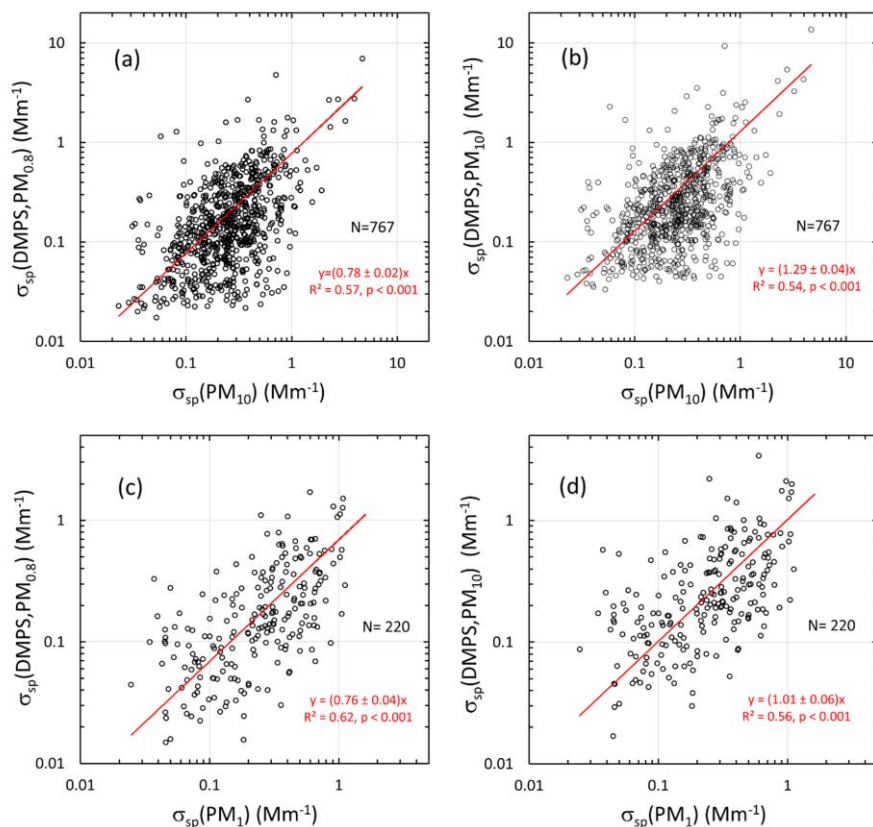 (a)
σsp(DMPS,PM0.8) (Mm-1)
10
1
0.1
0.01
N=767
y=(0.78 ± 0.02)x
R² = 0.57, p < 0.001
0.01 0.1 1 10
σsp(PM10) (Mm-1)
(b)
σsp(DMPS,PM10) (Mm-1)
10
1
0.1
0.01
N=767
y = (1.29 ± 0.04)x
R² = 0.54, p < 0.001
0.01 0.1 1 10
σsp(PM10) (Mm-1)
(c)
σsp(DMPS,PM0.8) (Mm-1)
1
0.1
0.01
N= 220
y = (0.76 ± 0.04)x
R² = 0.62, p < 0.001
0.01 0.1 1
σsp(PM1) (Mm-1)
(d)
σsp(DMPS,PM10) (Mm-1)
1
0.1
0.01
N= 220
y = (1.01 ± 0.06)x
R² = 0.56, p < 0.001
0.01 0.1 1
σsp(PM1) (Mm-1)